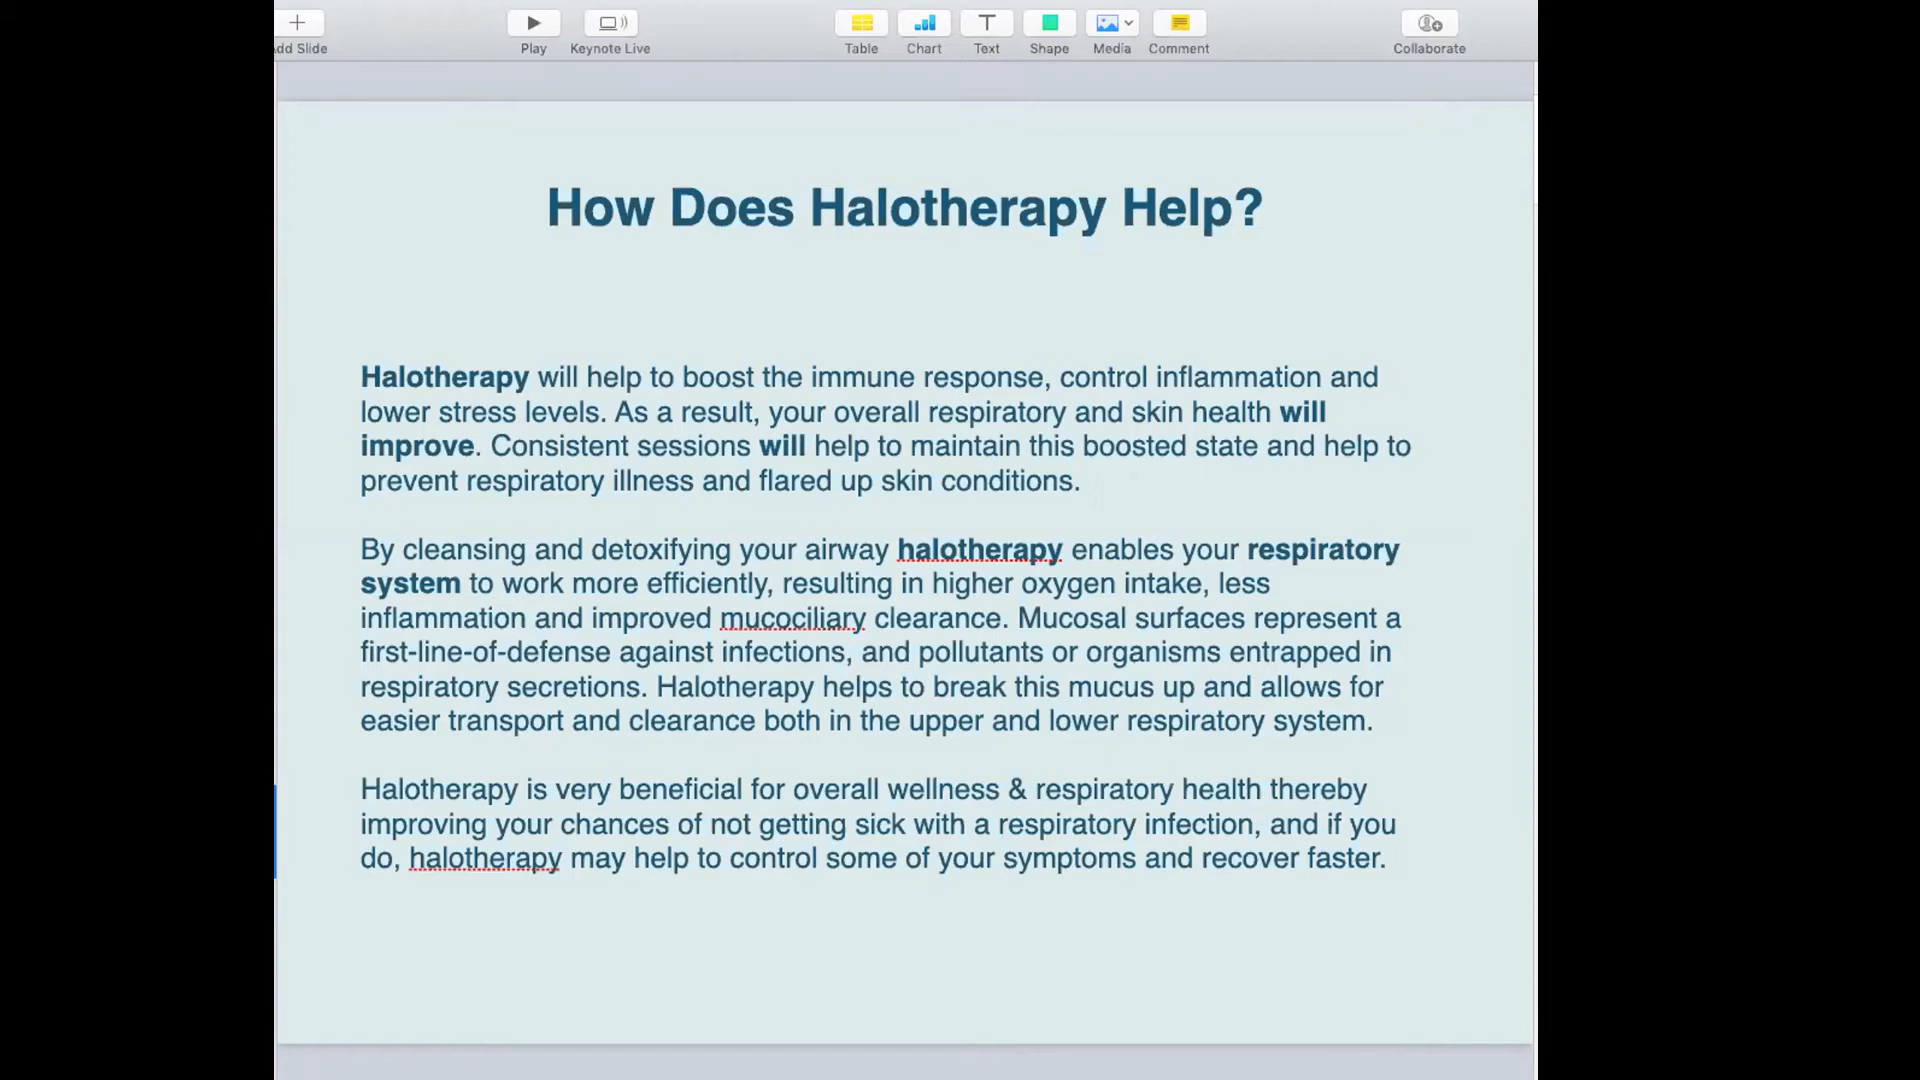 Add Slide
Play
Keynote Live
Table
Chart
Text
Shape
Media
Comment
Collaborate
How Does Halotherapy Help?
Halotherapy will help to boost the immune response, control inflammation and
lower stress levels. As a result, your overall respiratory and skin health will
improve. Consistent sessions will help to maintain this boosted state and help to
prevent respiratory illness and flared up skin conditions.
By cleansing and detoxifying your airway halotherapy enables your respiratory
system to work more efficiently, resulting in higher oxygen intake, less
inflammation and improved mucociliary clearance. Mucosal surfaces represent a
first-line-of-defense against infections, and pollutants or organisms entrapped in
respiratory secretions. Halotherapy helps to break this mucus up and allows for
easier transport and clearance both in the upper and lower respiratory system.
Halotherapy is very beneficial for overall wellness & respiratory health thereby
improving your chances of not getting sick with a respiratory infection, and if you
do, halotherapy may help to control some of your symptoms and recover faster.